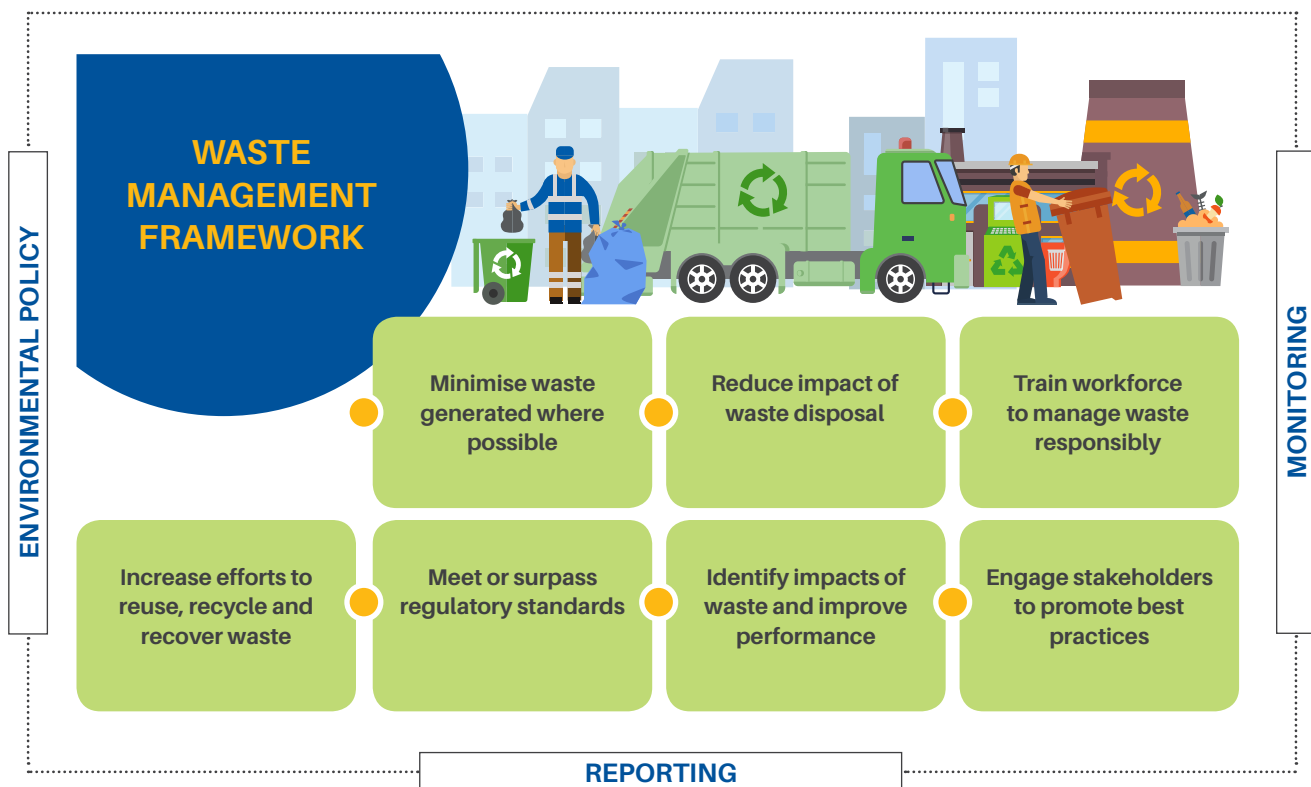 WASTE
MANAGEMENT
FRAMEWORK
ENVIRONMENTAL POLICY
MONITORING
Minimise waste
generated where
possible
Reduce impact of
waste disposal
Train workforce
to manage waste
responsibly
Increase efforts to
reuse, recycle and
recover waste
Meet or surpass
regulatory standards
Identify impacts of
waste and improve
performance
Engage stakeholders
to promote best
practices
REPORTING